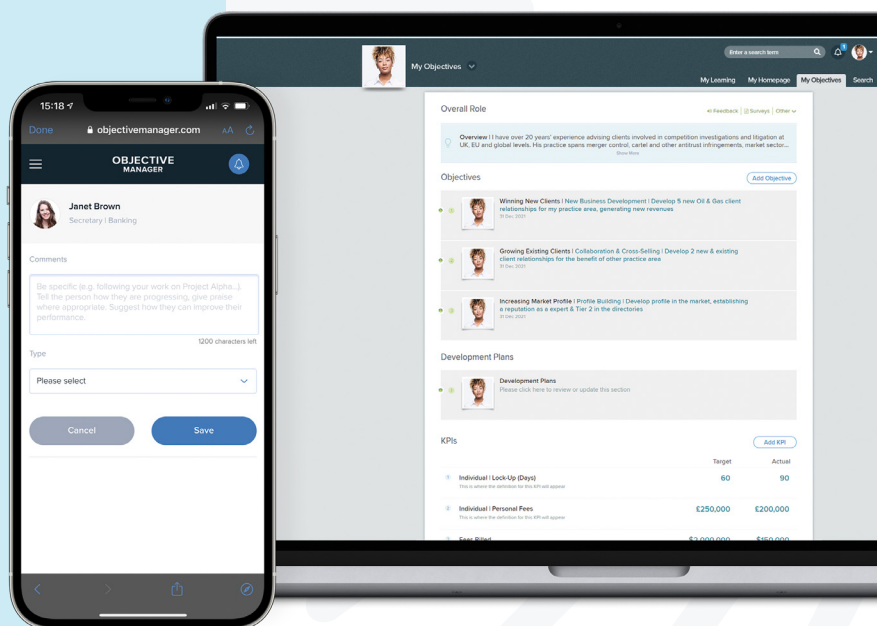 15:18
Done
objectivemanager.com
AA
OBJECTIVE
MANAGER
Janet Brown
Secretary | Banking
Comments
Be specific (e.g. following your work on Project Alpha...).
Tell the person how they are progressing, give praise
where appropriate. Suggest how they can improve their
performance.
1200 characters left
Type
Please select
Cancel
Save
My Objectives
Enter a search term
My Learning
My Homepage
My Objectives
Search
Overall Role
Feedback | Surveys | Other
Overview | I have over 20 years' experience advising clients involved in competition investigations and litigation at
UK, EU and global levels. His practice spans merger control, cartel and other antitrust infringements, market sector...
Show More
Objectives
Add Objective
Winning New Clients | New Business Development | Develop 5 new Oil & Gas client
relationships for my practice area, generating new revenues
31 Dec 2021
Growing Existing Clients | Collaboration & Cross-Selling | Develop 2 new & existing
client relationships for the benefit of other practice area
31 Dec 2021
Increasing Market Profile | Profile Building | Develop profile in the market, establishing
a reputation as a expert & Tier 2 in the directories
31 Dec 2021
Development Plans
Development Plans
Please click here to review or update this section
KPIs
Add KPI
Target
Actual
Individual | Lock-Up (Days)
60
90
This is where the definition for this KPI will appear
Individual | Personal Fees
£250,000
£200,000
This is where the definition for this KPI will appear
Fees Billed
$2,000,000
$150,000